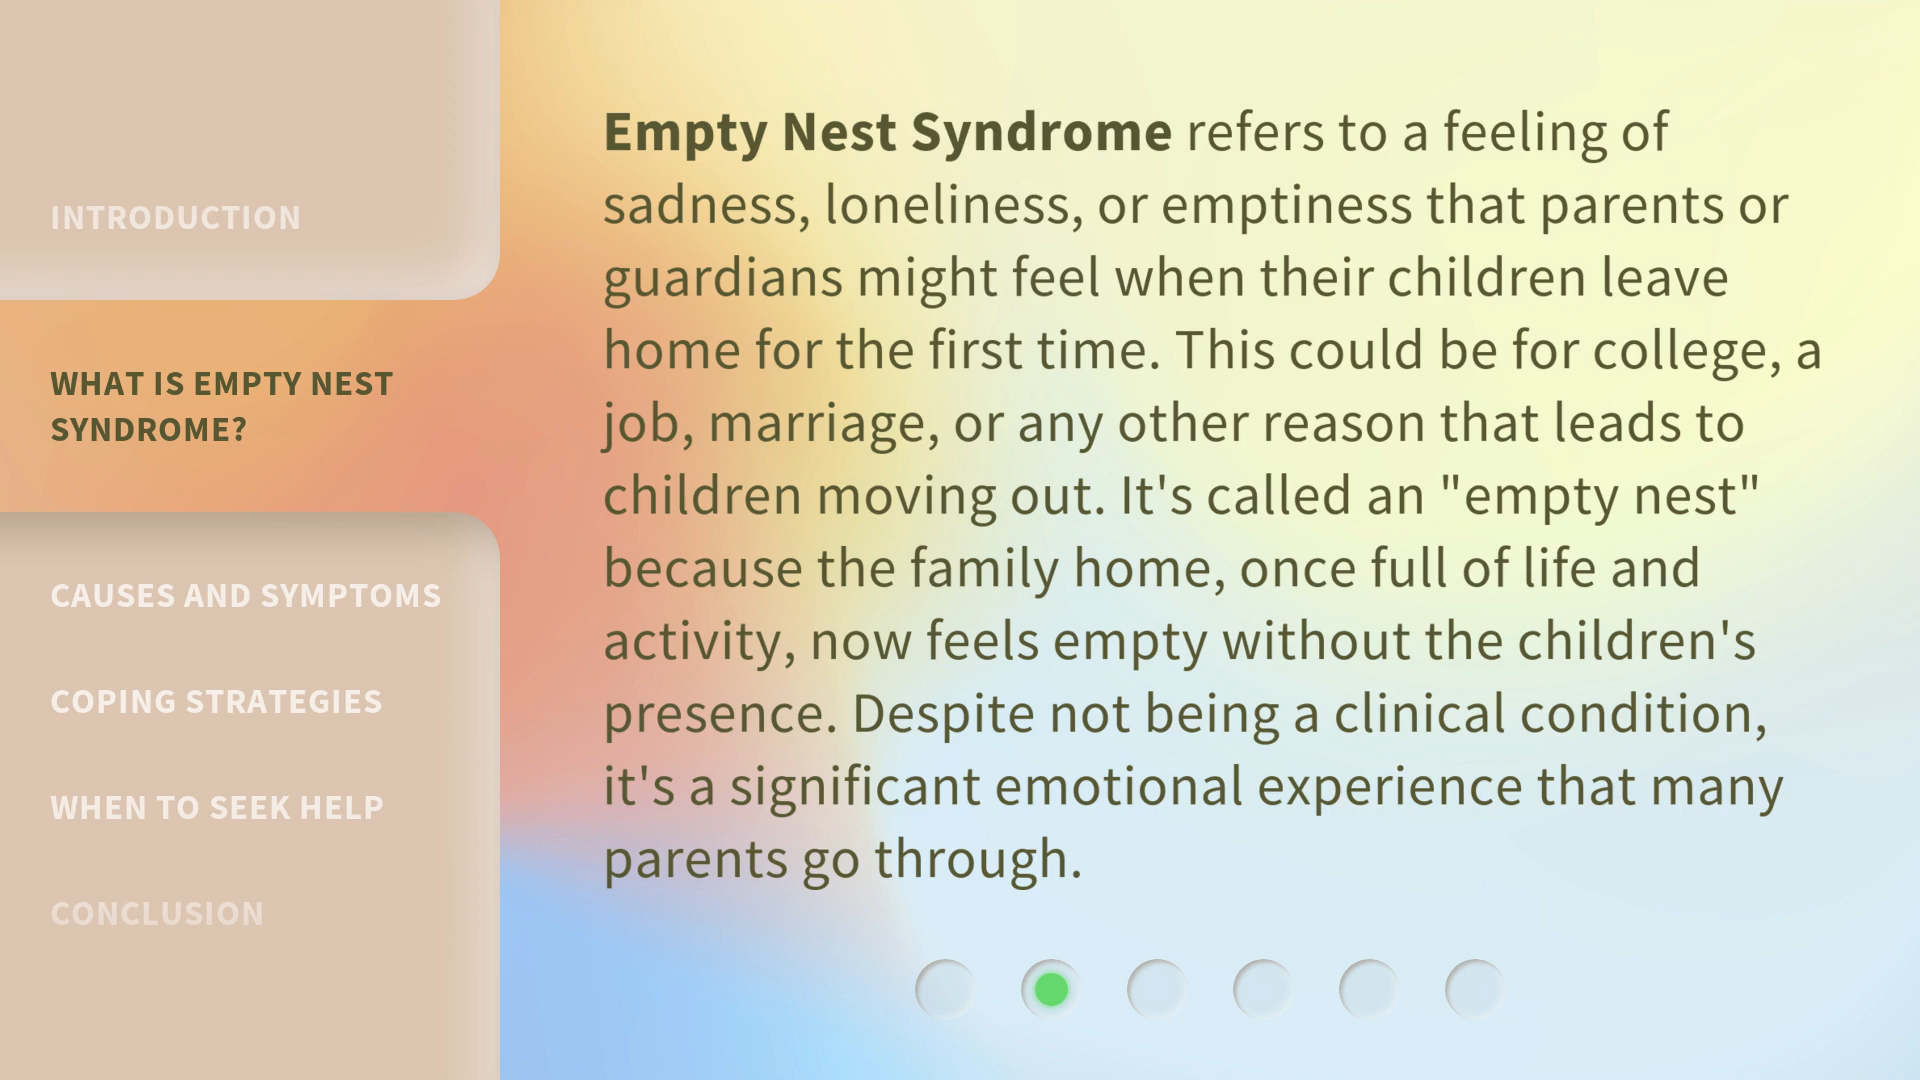 INTRODUCTION
WHAT IS EMPTY NEST
SYNDROME?
CAUSES AND SYMPTOMS
COPING STRATEGIES
WHEN TO SEEK HELP
CONCLUSION
Empty Nest Syndrome refers to a feeling of
sadness, loneliness, or emptiness that parents or
guardians might feel when their children leave
home for the first time. This could be for college, a
job, marriage, or any other reason that leads to
children moving out. It's called an "empty nest"
because the family home, once full of life and
activity, now feels empty without the children's
presence. Despite not being a clinical condition,
it's a significant emotional experience that many
parents go through.